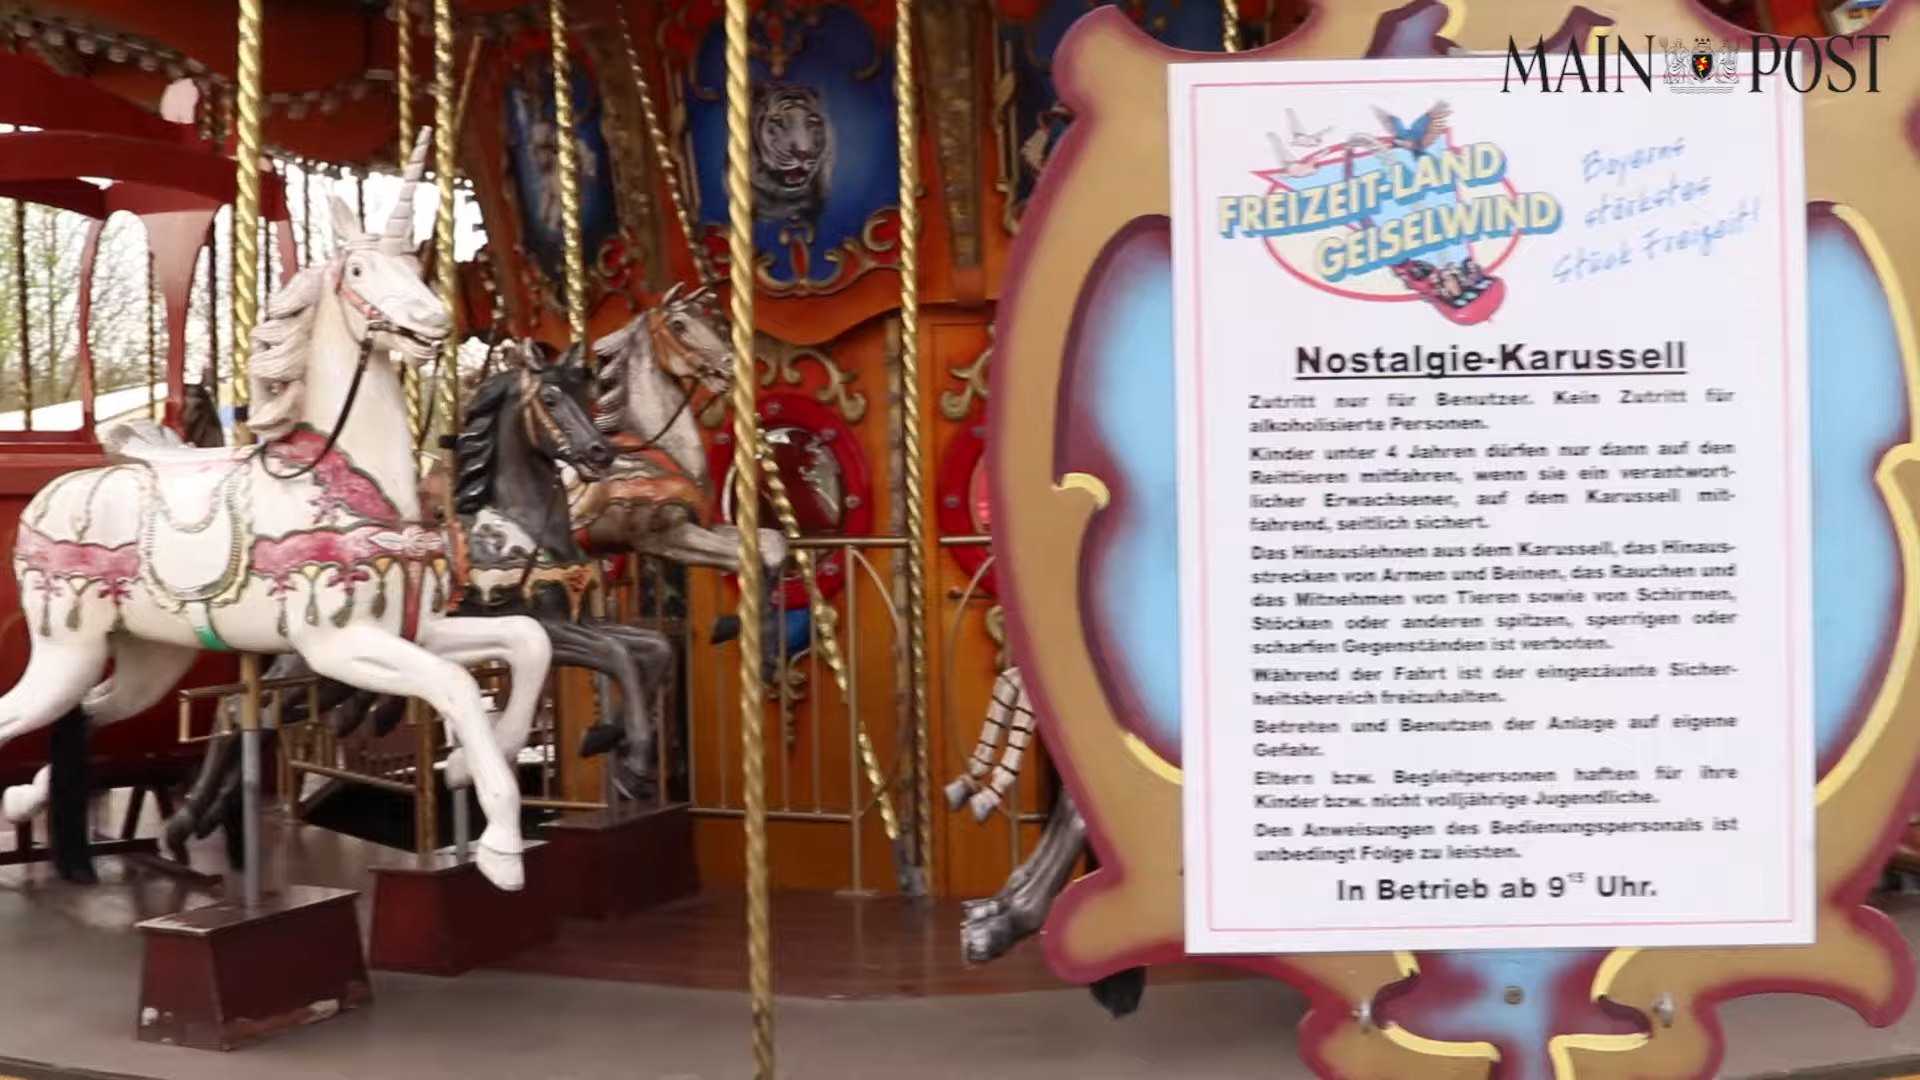 MAIN POST
FREIZEIT-LAND
GEISELWIND
Bayerns
stärkstes
Stück Freizeit!
Nostalgie-Karussell
Zutritt nur für Benutzer. Kein Zutritt für
alkoholisierte Personen.
Kinder unter 4 Jahren dürfen nur dann auf den
Reittieren mitfahren, wenn sie ein verantwort-
licher Erwachsener, auf dem Karussell mit-
fahrend, seitlich sichert.
Das Hinauslehnen aus dem Karussell, das Hinaus-
strecken von Armen und Beinen, das Rauchen und
das Mitnehmen von Tieren sowie von Schirmen,
Stöcken oder anderen spitzen, sperrigen oder
scharfen Gegenständen ist verboten.
Während der Fahrt ist der eingezäunte Sicher-
heitsbereich freizuhalten.
Betreten und Benutzen der Anlage auf eigene
Gefahr.
Eltern bzw. Begleitpersonen haften für ihre
Kinder bzw. nicht volljährige Jugendliche.
Den Anweisungen des Bedienungspersonals ist
unbedingt Folge zu leisten.
In Betrieb ab 9¹⁵ Uhr.